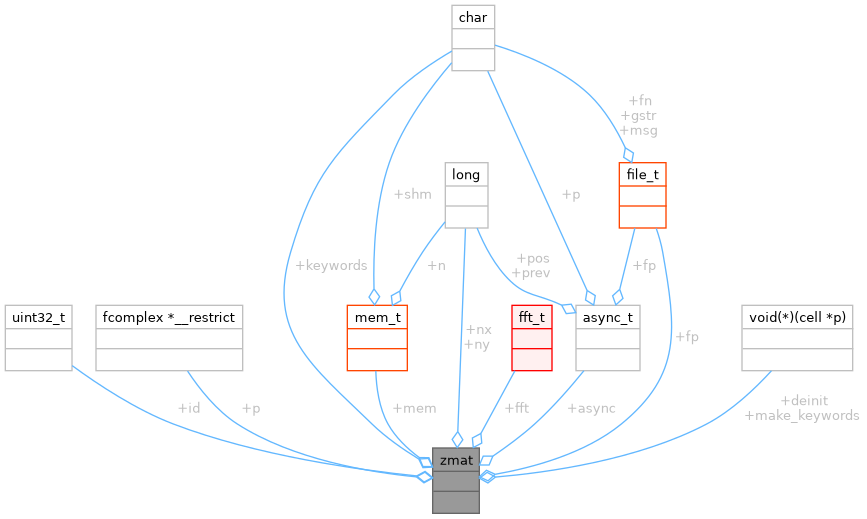 char
+fn
+gstr
+msg
long
file_t
+shm
+p
+keywords
+n
+pos
+prev
+fp
uint32_t
fcomplex *__restrict
mem_t
fft_t
async_t
void(*)(cell *p)
+nx
+ny
+fp
+id
+p
+mem
+fft
+async
+deinit
+make_keywords
zmat